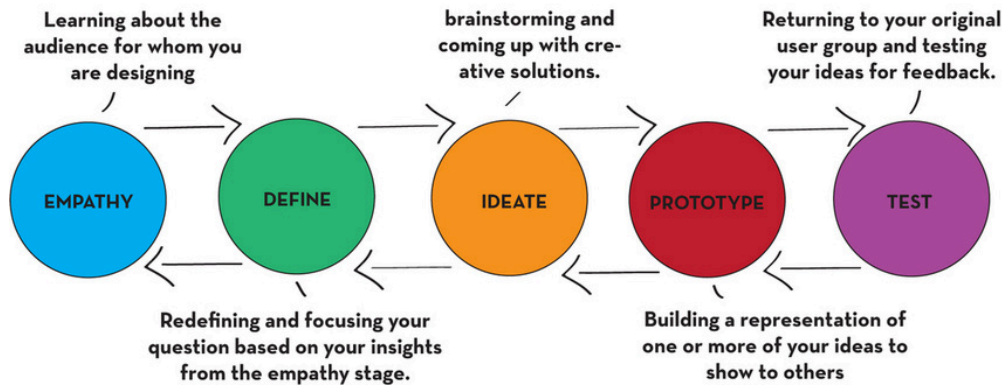 Learning about the
audience for whom you
are designing
brainstorming and
coming up with cre-
ative solutions.
Returning to your original
user group and testing
your ideas for feedback.
EMPATHY
DEFINE
IDEATE
PROTOTYPE
TEST
Redefining and focusing your
question based on your insights
from the empathy stage.
Building a representation of
one or more of your ideas to
show to others